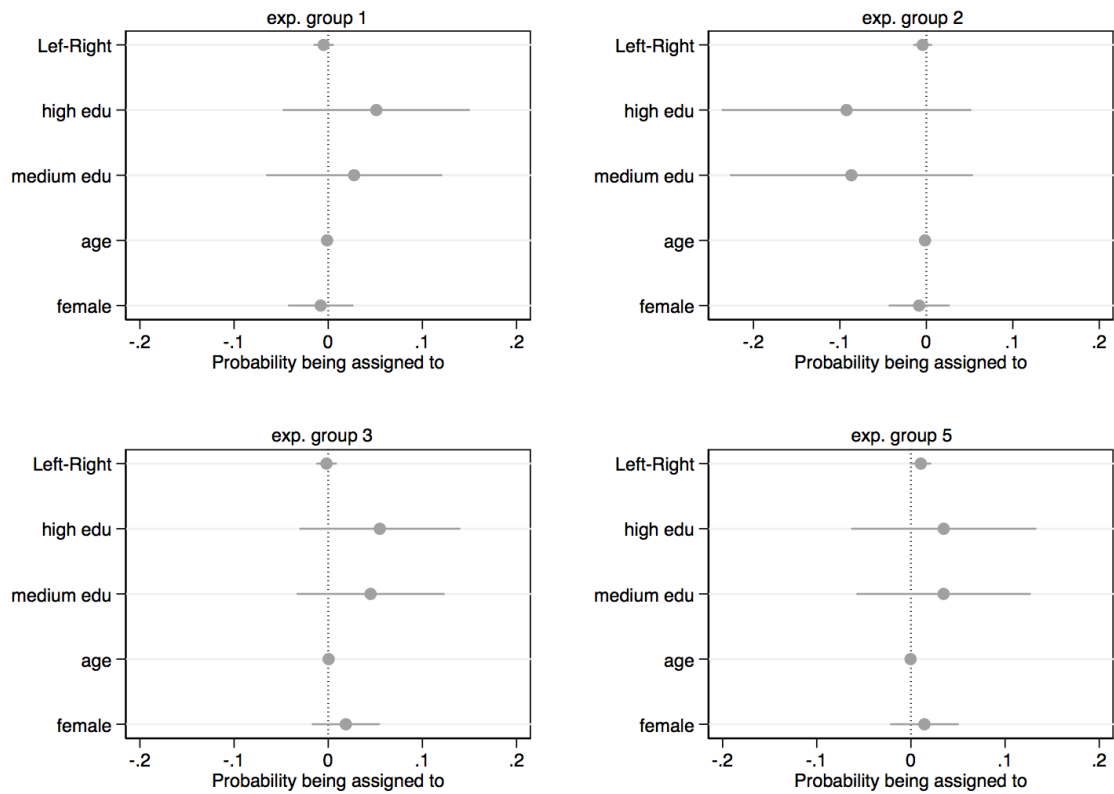 exp. group 1
Lef-Right
high edu
medium edu
age
female
-.2 -.1 0 .1 .2
Probability being assigned to
exp. group 2
Left-Right
high edu
medium edu
age
female
-.2 -.1 0 .1 .2
Probability being assigned to
exp. group 3
Left-Right
high edu
medium edu
age
female
-.2 -.1 0 .1 .2
Probability being assigned to
exp. group 5
Left-Right
high edu
medium edu
age
female
-.2 -.1 0 .1 .2
Probability being assigned to